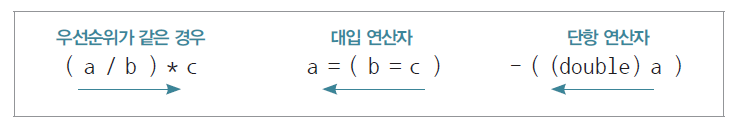 우선순위가 같은 경우 대입 연산자 단항 연산자
( a / b ) * c a = ( b = c ) - ( (double) a )